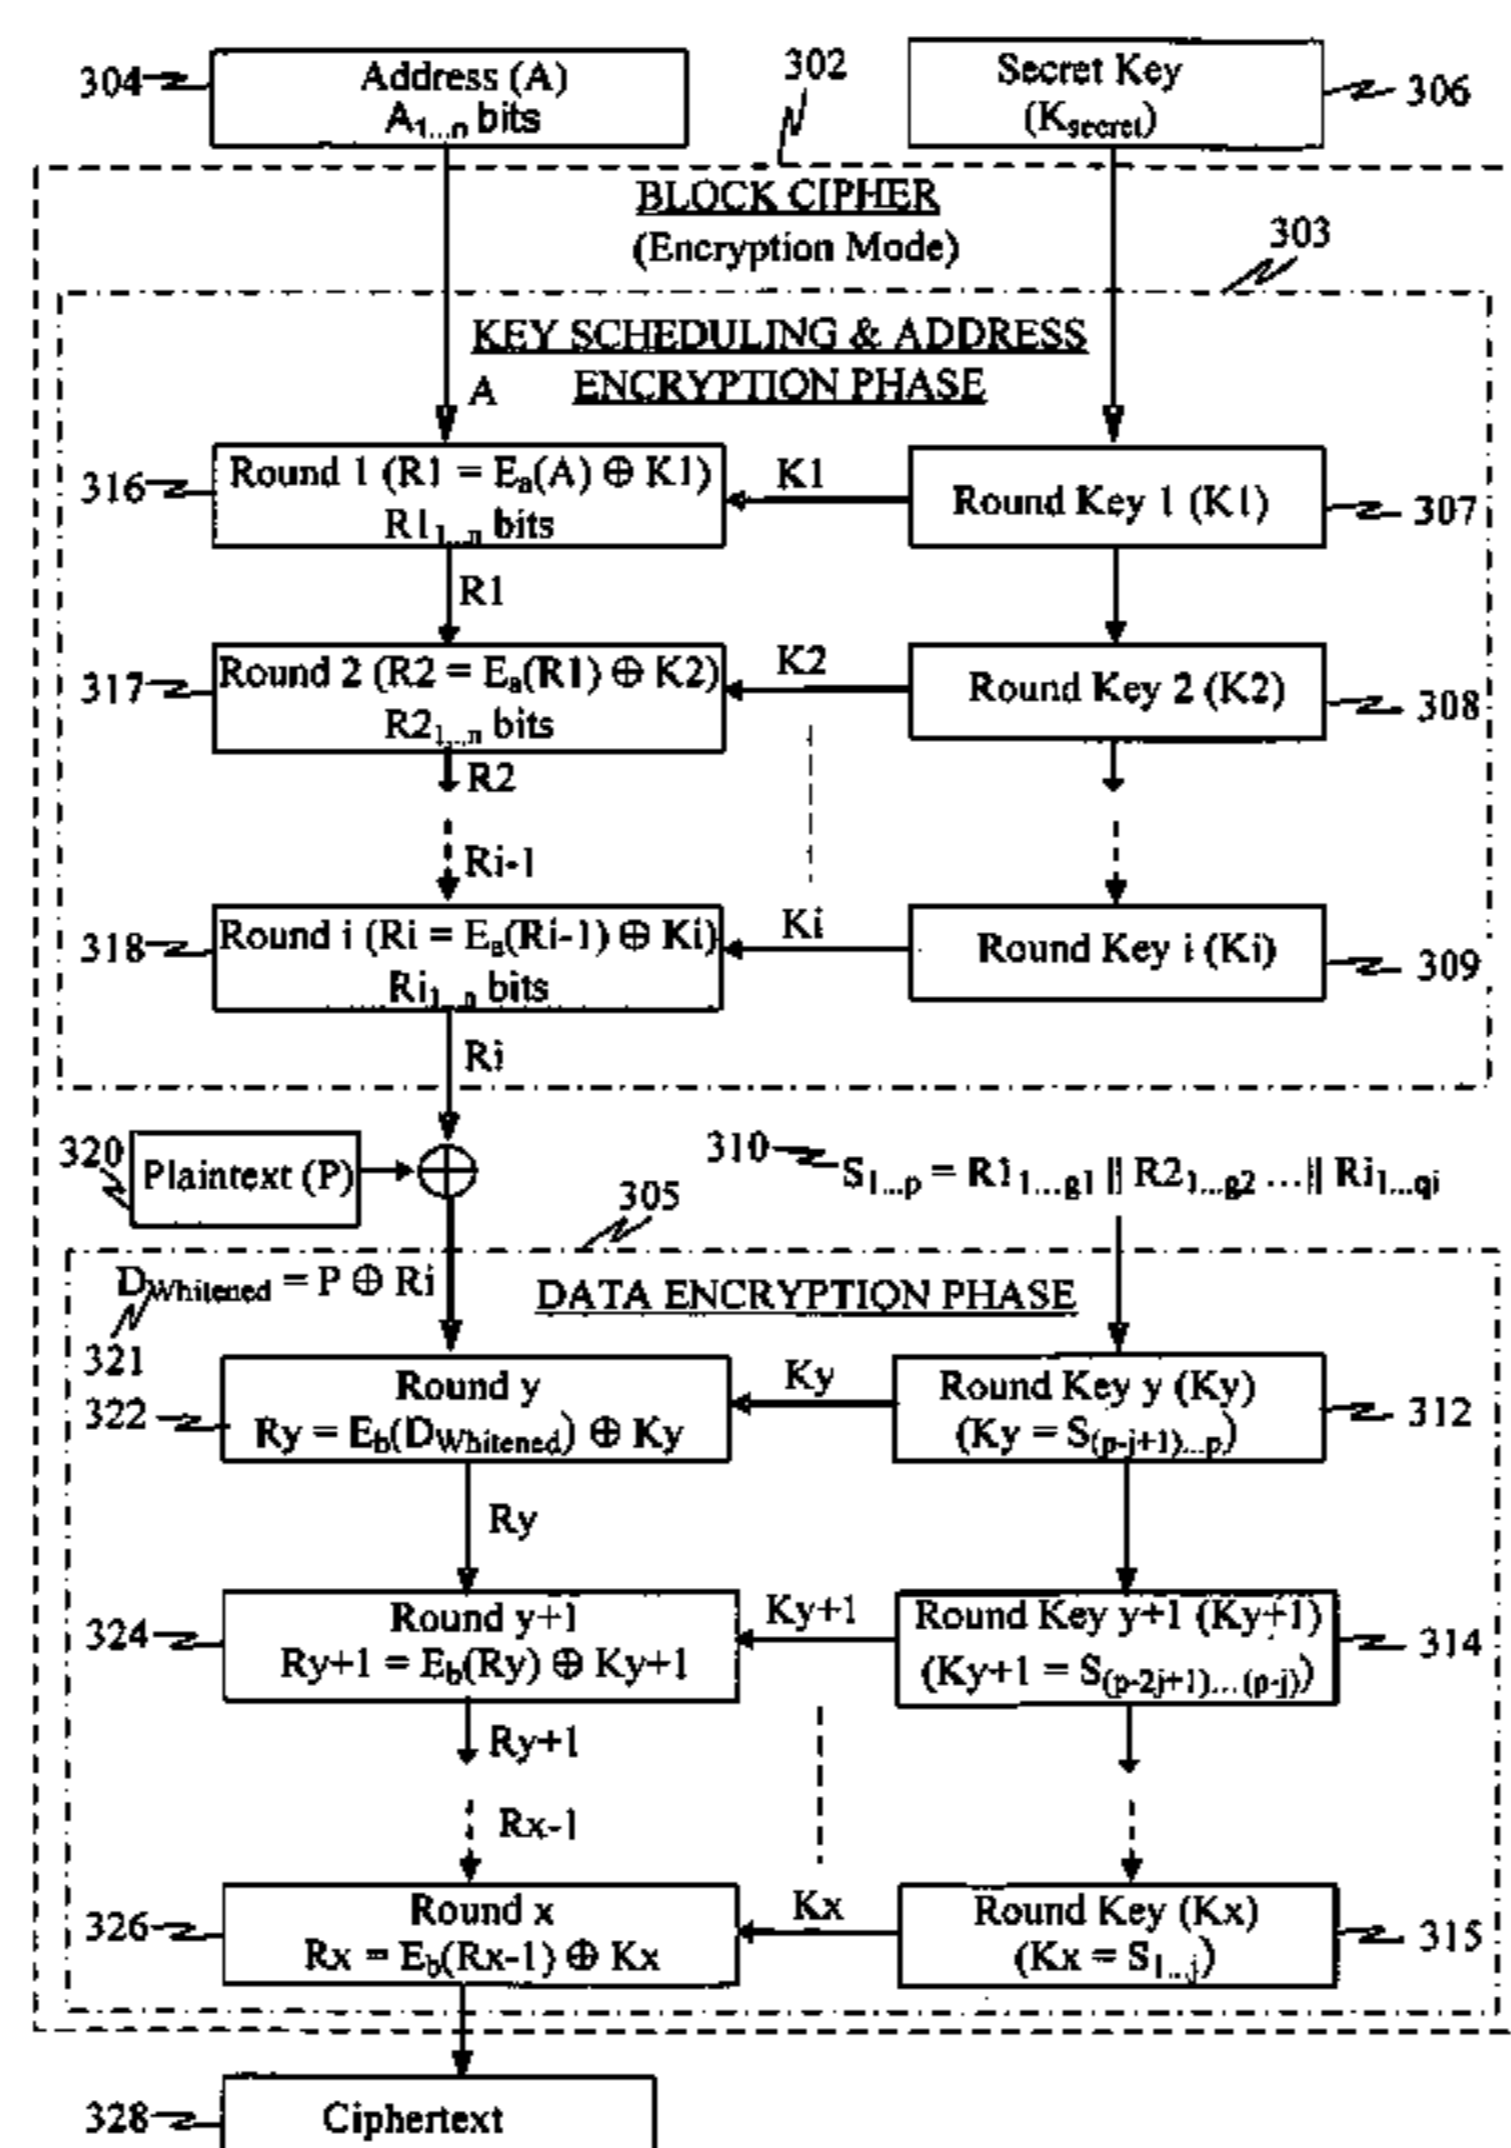 304
Address (A)
A1...n bits
302
Secret Key
(Ksecret)
306
BLOCK CIPHER
(Encryption Mode)
303
KEY SCHEDULING & ADDRESS
ENCRYPTION PHASE
A
316
Round 1 (R1 = Ea(A) ⊕ K1)
R11...n bits
K1
Round Key 1 (K1)
307
R1
317
Round 2 (R2 = Ea(R1) ⊕ K2)
R21...n bits
K2
Round Key 2 (K2)
308
R2
Ri-1
318
Round i (Ri = Ea(Ri-1) ⊕ Ki)
Ri1...n bits
Ki
Round Key i (Ki)
309
Ri
320
Plaintext (P)
310
S1...p = R11...g1 || R21...g2 ...|| Ri1...qi
305
DWhitened = P ⊕ Ri
321
DATA ENCRYPTION PHASE
322
Round y
Ry = Eb(DWhitened) ⊕ Ky
Ky
Round Key y (Ky)
(Ky = S(p-j+1)...p)
312
Ry
324
Round y+1
Ry+1 = Eb(Ry) ⊕ Ky+1
Ky+1
Round Key y+1 (Ky+1)
(Ky+1 = S(p-2j+1)...(p-j))
314
Ry+1
Rx-1
326
Round x
Rx = Eb(Rx-1) ⊕ Kx
Kx
Round Key (Kx)
(Kx = S1...j)
315
328
Ciphertext